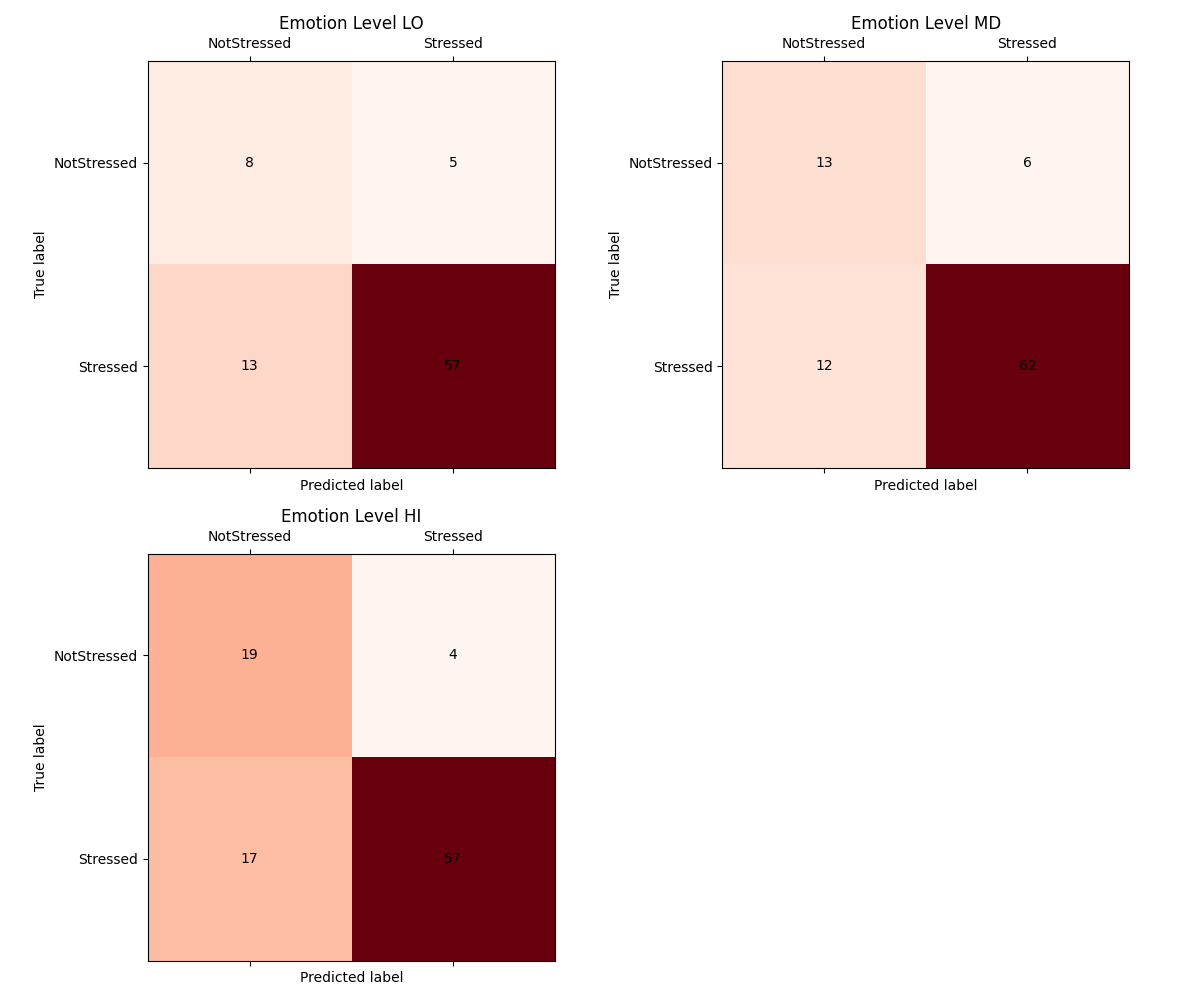 Emotion Level LO
NotStressed Stressed
NotStressed 8 5
True label
Stressed 13 57
Predicted label
Emotion Level MD
NotStressed Stressed
NotStressed 13 6
True label
Stressed 12 62
Predicted label
Emotion Level HI
NotStressed Stressed
NotStressed 19 4
True label
Stressed 17 57
Predicted label